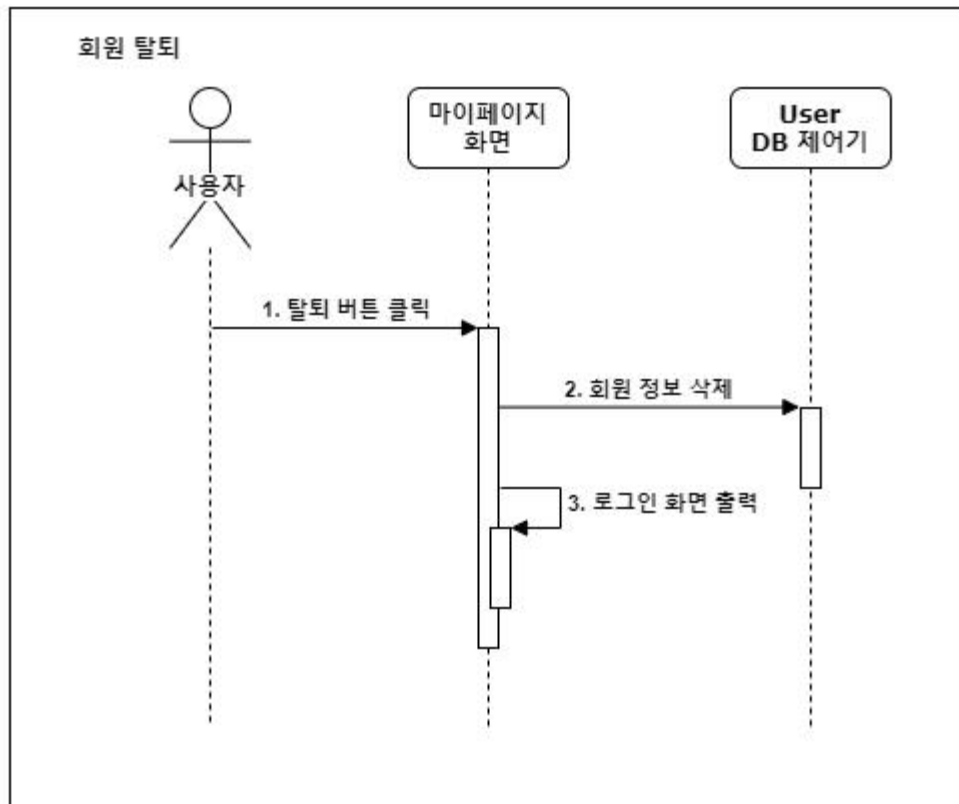 회원 탈퇴
사용자
마이페이지
화면
User
DB 제어기
1. 탈퇴 버튼 클릭
2. 회원 정보 삭제
3. 로그인 화면 출력